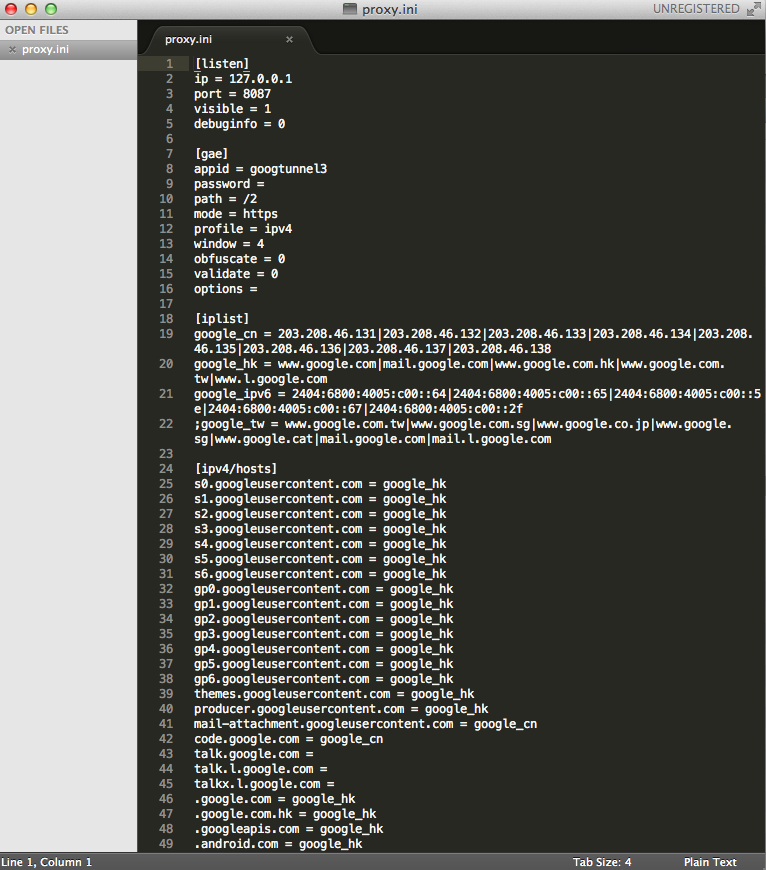 proxy.ini
UNREGISTERED
OPEN FILES
× proxy.ini
proxy.ini ×
1 [listen]
2 ip = 127.0.0.1
3 port = 8087
4 visible = 1
5 debuginfo = 0
6
7 [gae]
8 appid = googtunnel3
9 password =
10 path = /2
11 mode = https
12 profile = ipv4
13 window = 4
14 obfuscate = 0
15 validate = 0
16 options =
17
18 [iplist]
19 google_cn = 203.208.46.131|203.208.46.132|203.208.46.133|203.208.46.134|203.208.
46.135|203.208.46.136|203.208.46.137|203.208.46.138
20 google_hk = www.google.com|mail.google.com|www.google.com.hk|www.google.com.
tw|www.l.google.com
21 google_ipv6 = 2404:6800:4005:c00::64|2404:6800:4005:c00::65|2404:6800:4005:c00::5
e|2404:6800:4005:c00::67|2404:6800:4005:c00::2f
22 ;google_tw = www.google.com.tw|www.google.com.sg|www.google.co.jp|www.google.
sg|www.google.cat|mail.google.com|mail.l.google.com
23
24 [ipv4/hosts]
25 s0.googleusercontent.com = google_hk
26 s1.googleusercontent.com = google_hk
27 s2.googleusercontent.com = google_hk
28 s3.googleusercontent.com = google_hk
29 s4.googleusercontent.com = google_hk
30 s5.googleusercontent.com = google_hk
31 s6.googleusercontent.com = google_hk
32 gp0.googleusercontent.com = google_hk
33 gp1.googleusercontent.com = google_hk
34 gp2.googleusercontent.com = google_hk
35 gp3.googleusercontent.com = google_hk
36 gp4.googleusercontent.com = google_hk
37 gp5.googleusercontent.com = google_hk
38 gp6.googleusercontent.com = google_hk
39 themes.googleusercontent.com = google_hk
40 producer.googleusercontent.com = google_hk
41 mail-attachment.googleusercontent.com = google_cn
42 code.google.com = google_cn
43 talk.google.com =
44 talk.l.google.com =
45 talkx.l.google.com =
46 .google.com = google_hk
47 .google.com.hk = google_hk
48 .googleapis.com = google_hk
49 .android.com = google_hk
Line 1, Column 1
Tab Size: 4
Plain Text